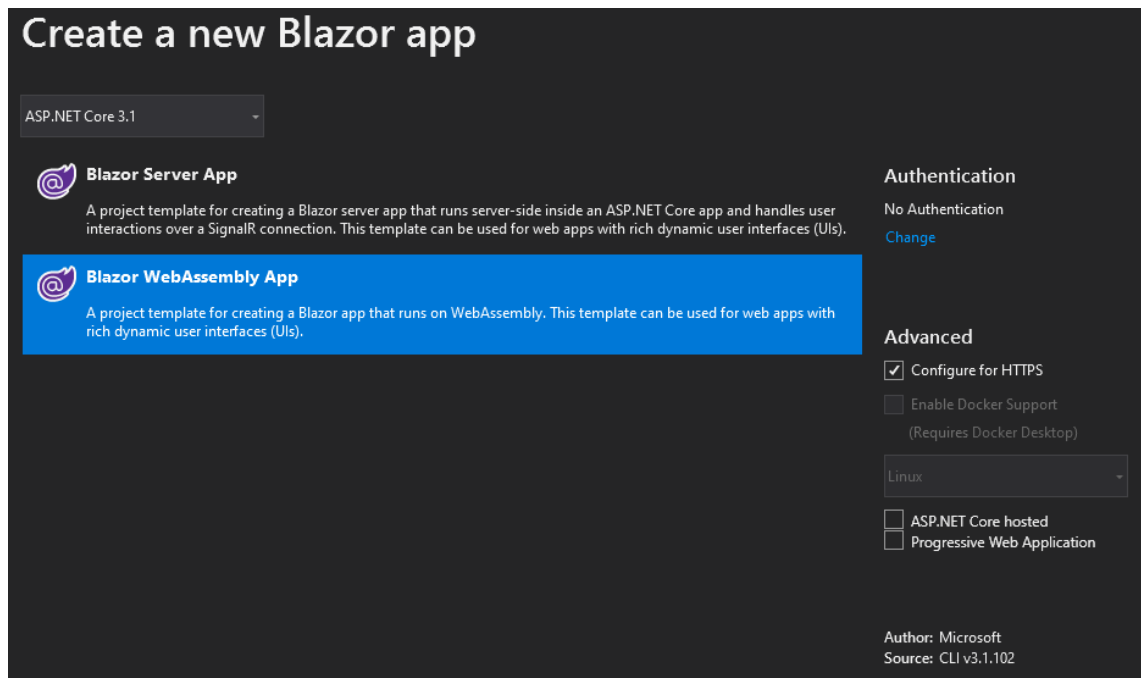 Create a new Blazor app
ASP.NET Core 3.1
Blazor Server App
A project template for creating a Blazor server app that runs server-side inside an ASP.NET Core app and handles user
interactions over a SignalR connection. This template can be used for web apps with rich dynamic user interfaces (UIs).
Blazor WebAssembly App
A project template for creating a Blazor app that runs on WebAssembly. This template can be used for web apps with
rich dynamic user interfaces (UIs).
Authentication
No Authentication
Change
Advanced
Configure for HTTPS
Enable Docker Support
(Requires Docker Desktop)
Linux
ASP.NET Core hosted
Progressive Web Application
Author: Microsoft
Source: CLI v3.1.102